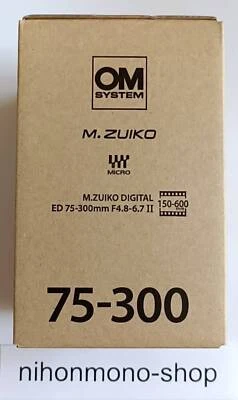 OM
SYSTEM
M.ZUIKO
MICRO
M.ZUIKO DIGITAL
ED 75-300mm F4.8-6.7 II
150-600
75-300
nihonmono-shop